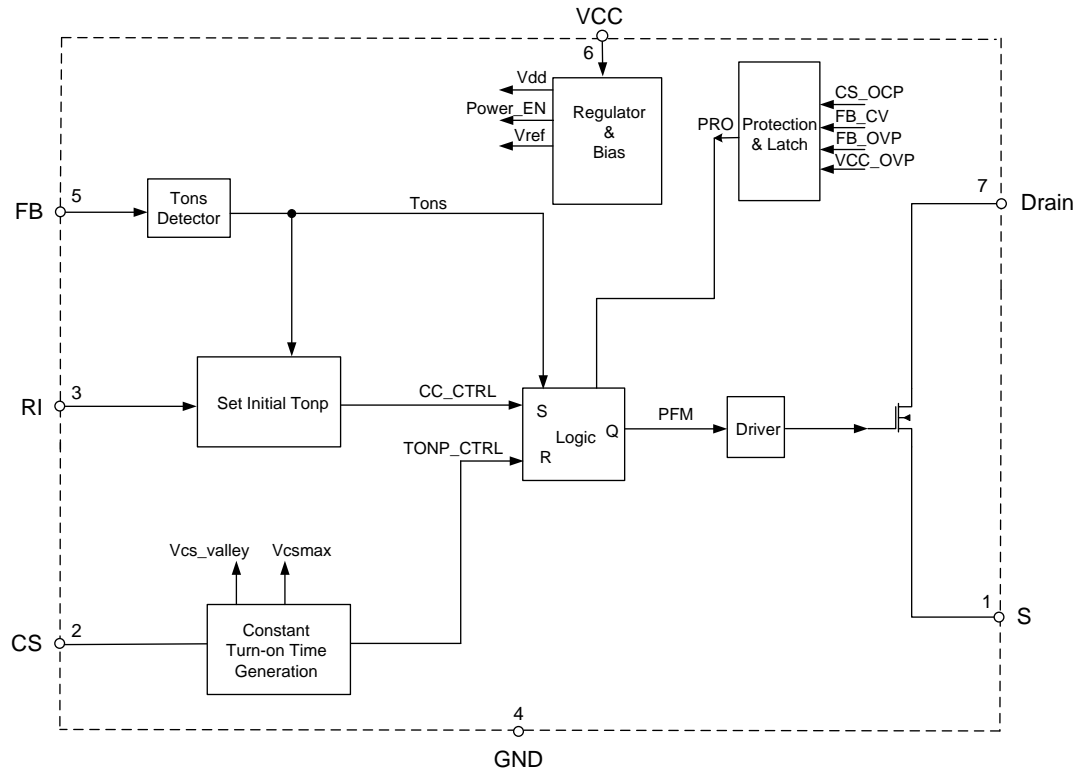 VCC
6
Vdd
Power_EN
Vref
Regulator
&
Bias
PRO
Protection
& Latch
CS_OCP
FB_CV
FB_OVP
VCC_OVP
7
Drain
FB
5
Tons
Detector
Tons
RI
3
Set Initial Tonp
CC_CTRL
TONP_CTRL
S
Logic
Q
R
PFM
Driver
Vcs_valley
Vcsmax
CS
2
Constant
Turn-on Time
Generation
1
S
4
GND